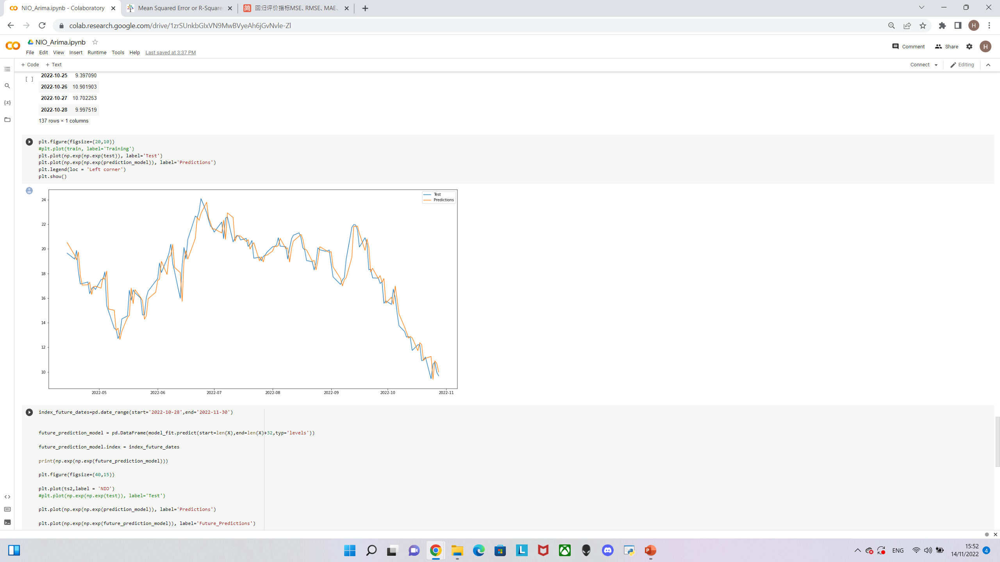 NIO_Arima.ipynb - Colaboratory
Mean Squared Error or R-Square
回归评价指标MSE、RMSE、MAE、
colab.research.google.com/drive/1zrSUnkbGIxVN9MwBVyeAh6jGvNvle-Zl
H
NIO_Arima.ipynb
File Edit View Insert Runtime Tools Help Last saved at 3:37 PM
Comment Share H
+ Code + Text
Connect Editing
[ ]
2022-10-25 9.397090
2022-10-26 10.901903
2022-10-27 10.702253
2022-10-28 9.997519
137 rows × 1 columns
{x}
plt.figure(figsize=(20,10))
#plt.plot(train, label='Training')
plt.plot(np.exp(np.exp(test)), label='Test')
plt.plot(np.exp(np.exp(prediction_model)), label='Predictions')
plt.legend(loc = 'Left corner')
plt.show()
Test
Predictions
24
22
20
18
16
14
12
10
2022-05 2022-06 2022-07 2022-08 2022-09 2022-10 2022-11
index_future_dates=pd.date_range(start='2022-10-28',end='2022-11-30')
future_prediction_model = pd.DataFrame(model_fit.predict(start=len(X),end=len(X)+32,typ='levels'))
future_prediction_model.index = index_future_dates
print(np.exp(np.exp(future_prediction_model)))
plt.figure(figsize=(40,15))
plt.plot(ts2,label = 'NIO')
#plt.plot(np.exp(np.exp(test)), label='Test')
plt.plot(np.exp(np.exp(prediction_model)), label='Predictions')
plt.plot(np.exp(np.exp(future_prediction_model)), label='Future_Predictions')
ENG
15:52
14/11/2022
4